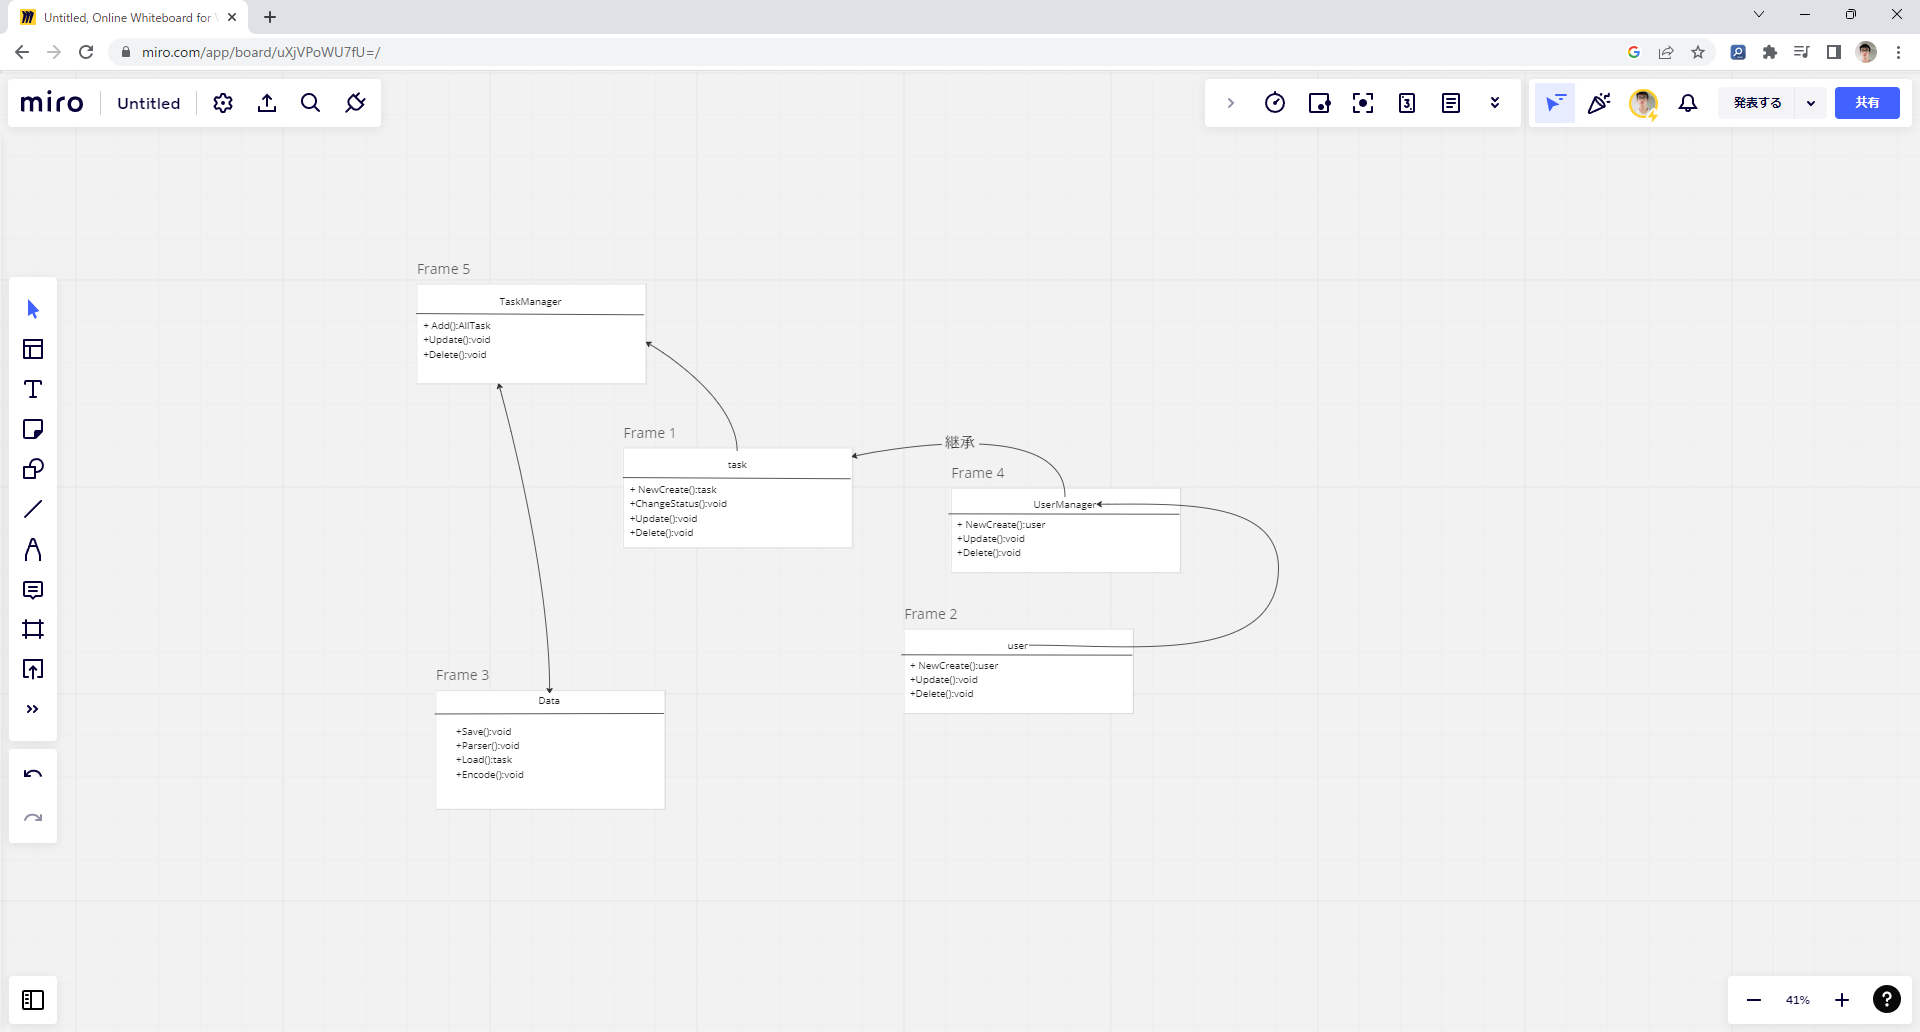 Untitled, Online Whiteboard for
miro.com/app/board/uXjVPoWU7fU=/
miro
Untitled
3
発表する
共有
Frame 5
TaskManager
+ Add():AllTask
+Update():void
+Delete():void
Frame 1
task
+ NewCreate():task
+ChangeStatus():void
+Update():void
+Delete():void
継承
Frame 4
UserManager
+ NewCreate():user
+Update():void
+Delete():void
Frame 2
user
+ NewCreate():user
+Update():void
+Delete():void
Frame 3
Data
+Save():void
+Parser():void
+Load():task
+Encode():void
41%